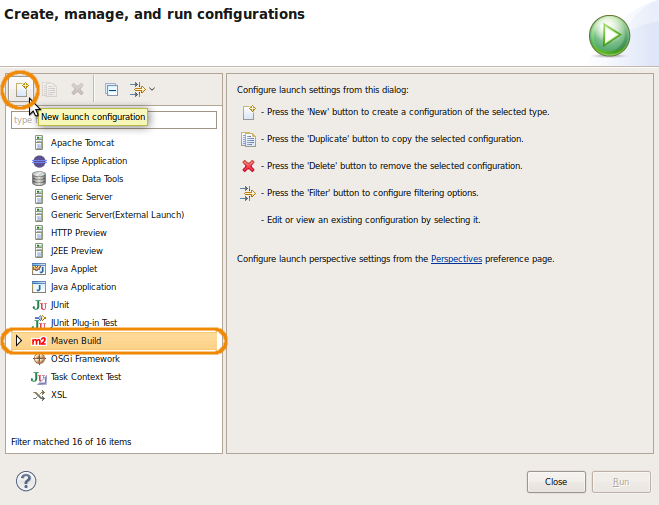 Create, manage, and run configurations
New launch configuration
type
Apache Tomcat
Eclipse Application
Eclipse Data Tools
Generic Server
Generic Server(External Launch)
HTTP Preview
J2EE Preview
Java Applet
Java Application
Ju JUnit
JUnit Plug-in Test
m2 Maven Build
OSGi Framework
Ju Task Context Test
XSL
Filter matched 16 of 16 items
Configure launch settings from this dialog:
- Press the 'New' button to create a configuration of the selected type.
- Press the 'Duplicate' button to copy the selected configuration.
- Press the 'Delete' button to remove the selected configuration.
- Press the 'Filter' button to configure filtering options.
- Edit or view an existing configuration by selecting it.
Configure launch perspective settings from the Perspectives preference page.
?
Close
Run